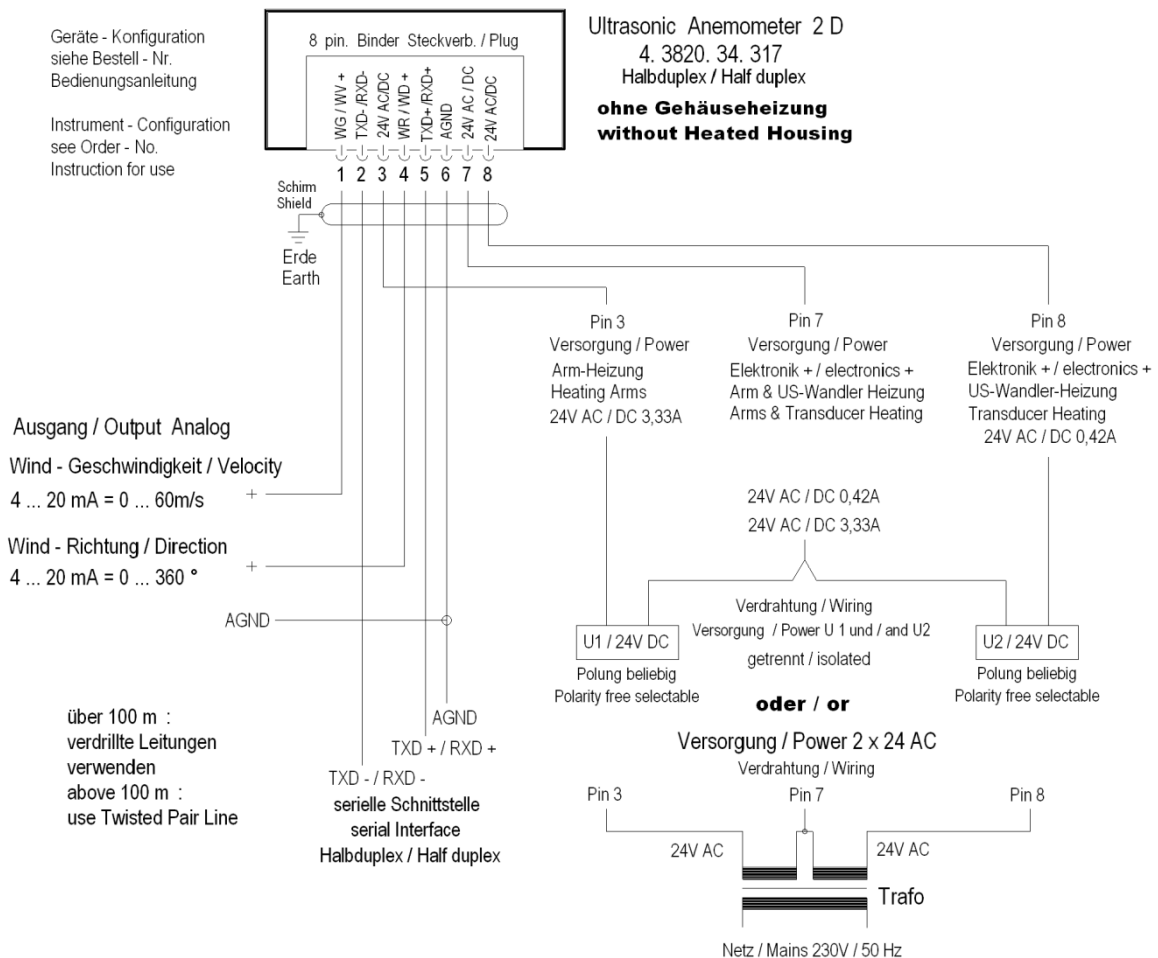 Geräte - Konfiguration
siehe Bestell - Nr.
Bedienungsanleitung
Instrument - Configuration
see Order - No.
Instruction for use
8 pin. Binder Steckverb. / Plug
WG / WV +
TXD- /RXD-
24V AC/DC
WR / WD +
TXD+/RXD+
AGND
24V AC / DC
24V AC/DC
1 2 3 4 5 6 7 8
Ultrasonic Anemometer 2 D
4. 3820. 34. 317
Halbduplex / Half duplex
ohne Gehäuseheizung
without Heated Housing
Schirm
Shield
Erde
Earth
Pin 3
Versorgung / Power
Arm-Heizung
Heating Arms
24V AC / DC 3,33A
Pin 7
Versorgung / Power
Elektronik + / electronics +
Arm & US-Wandler Heizung
Arms & Transducer Heating
Pin 8
Versorgung / Power
Elektronik + / electronics +
US-Wandler-Heizung
Transducer Heating
24V AC / DC 0,42A
Ausgang / Output Analog
Wind - Geschwindigkeit / Velocity
4 ... 20 mA = 0 ... 60m/s
+
Wind - Richtung / Direction
4 ... 20 mA = 0 ... 360 °
+
AGND
24V AC / DC 0,42A
24V AC / DC 3,33A
Verdrahtung / Wiring
Versorgung / Power U 1 und / and U2
getrennt / isolated
U1 / 24V DC
Polung beliebig
Polarity free selectable
U2 / 24V DC
Polung beliebig
Polarity free selectable
oder / or
über 100 m :
verdrillte Leitungen
verwenden
above 100 m :
use Twisted Pair Line
AGND
TXD + / RXD +
TXD - / RXD -
serielle Schnittstelle
serial Interface
Halbduplex / Half duplex
Versorgung / Power 2 x 24 AC
Verdrahtung / Wiring
Pin 3
Pin 7
Pin 8
24V AC
24V AC
Trafo
Netz / Mains 230V / 50 Hz